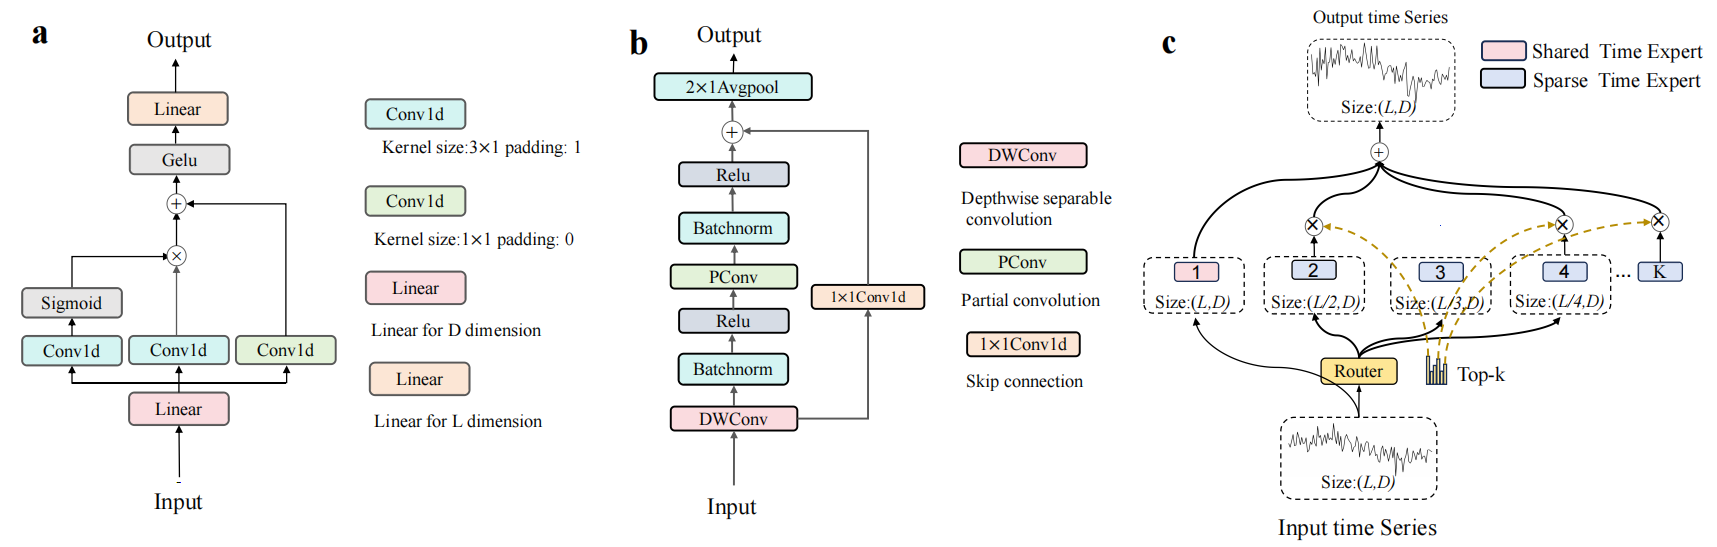 a
Output
Linear
Gelu
+
×
Sigmoid
Conv1d
Conv1d
Conv1d
Linear
Input
Conv1d
Kernel size:3×1 padding: 1
Conv1d
Kernel size:1×1 padding: 0
Linear
Linear for D dimension
Linear
Linear for L dimension
b
Output
2×1Avgpool
+
Relu
Batchnorm
PConv
1×1Conv1d
Relu
Batchnorm
DWConv
Input
DWConv
Depthwise separable
convolution
PConv
Partial convolution
1×1Conv1d
Skip connection
c
Output time Series
Size:(L,D)
Shared Time Expert
Sparse Time Expert
+
×
×
×
1
Size:(L,D)
2
Size:(L/2,D)
3
Size:(L/3,D)
4
Size:(L/4,D)
...
K
Router
Top-k
Size:(L,D)
Input time Series